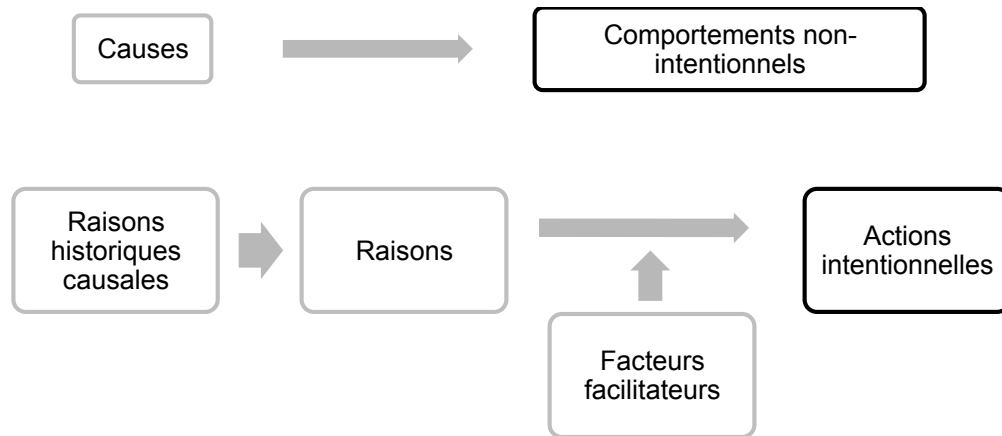 Causes
Comportements non-
intentionnels
Raisons
historiques
causales
Raisons
Actions
intentionnelles
Facteurs
facilitateurs